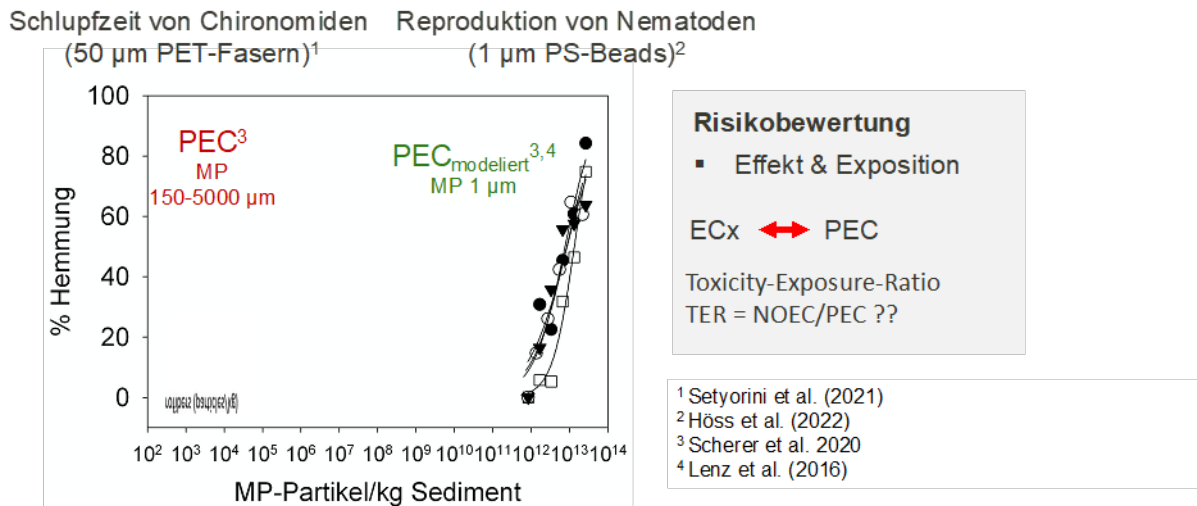 Schlupfzeit von Chironomiden
(50 µm PET-Fasern)¹
Reproduktion von Nematoden
(1 µm PS-Beads)²
% Hemmung
100
80
60
40
20
0
PEC³
MP
150-5000 µm
PECmodeliert³,⁴
MP 1 µm
(particles/kg)
10² 10³ 10⁴ 10⁵ 10⁶ 10⁷ 10⁸ 10⁹ 10¹⁰ 10¹¹ 10¹² 10¹³ 10¹⁴
MP-Partikel/kg Sediment
Risikobewertung
▪ Effekt & Exposition
ECx PEC
Toxicity-Exposure-Ratio
TER = NOEC/PEC ??
¹ Setyorini et al. (2021)
² Höss et al. (2022)
³ Scherer et al. 2020
⁴ Lenz et al. (2016)